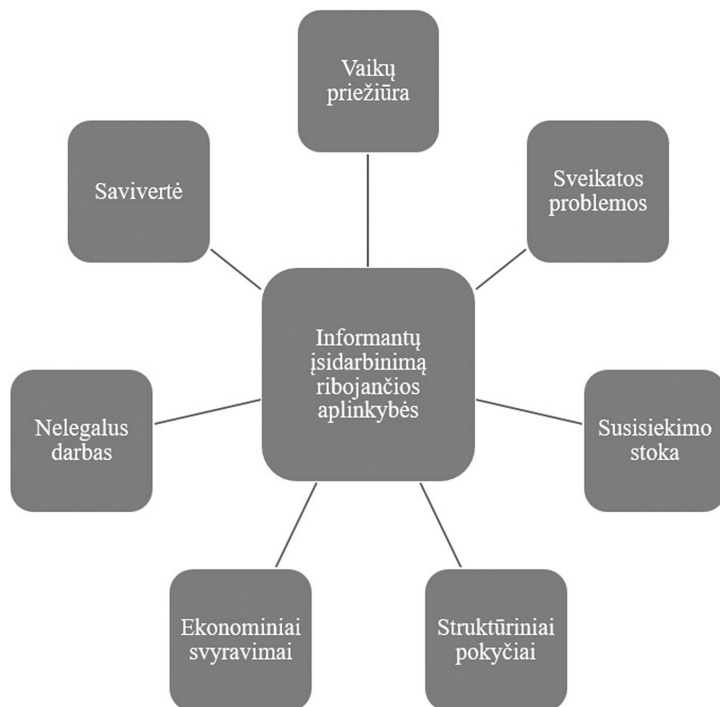 Vaikų
priežiūra
Sveikatos
problemos
Savivertė
Informantų
įsidarbinimą
ribojančios
aplinkybės
Nelegalus
darbas
Susisiekimo
stoka
Ekonominiai
svyravimai
Struktūriniai
pokyčiai